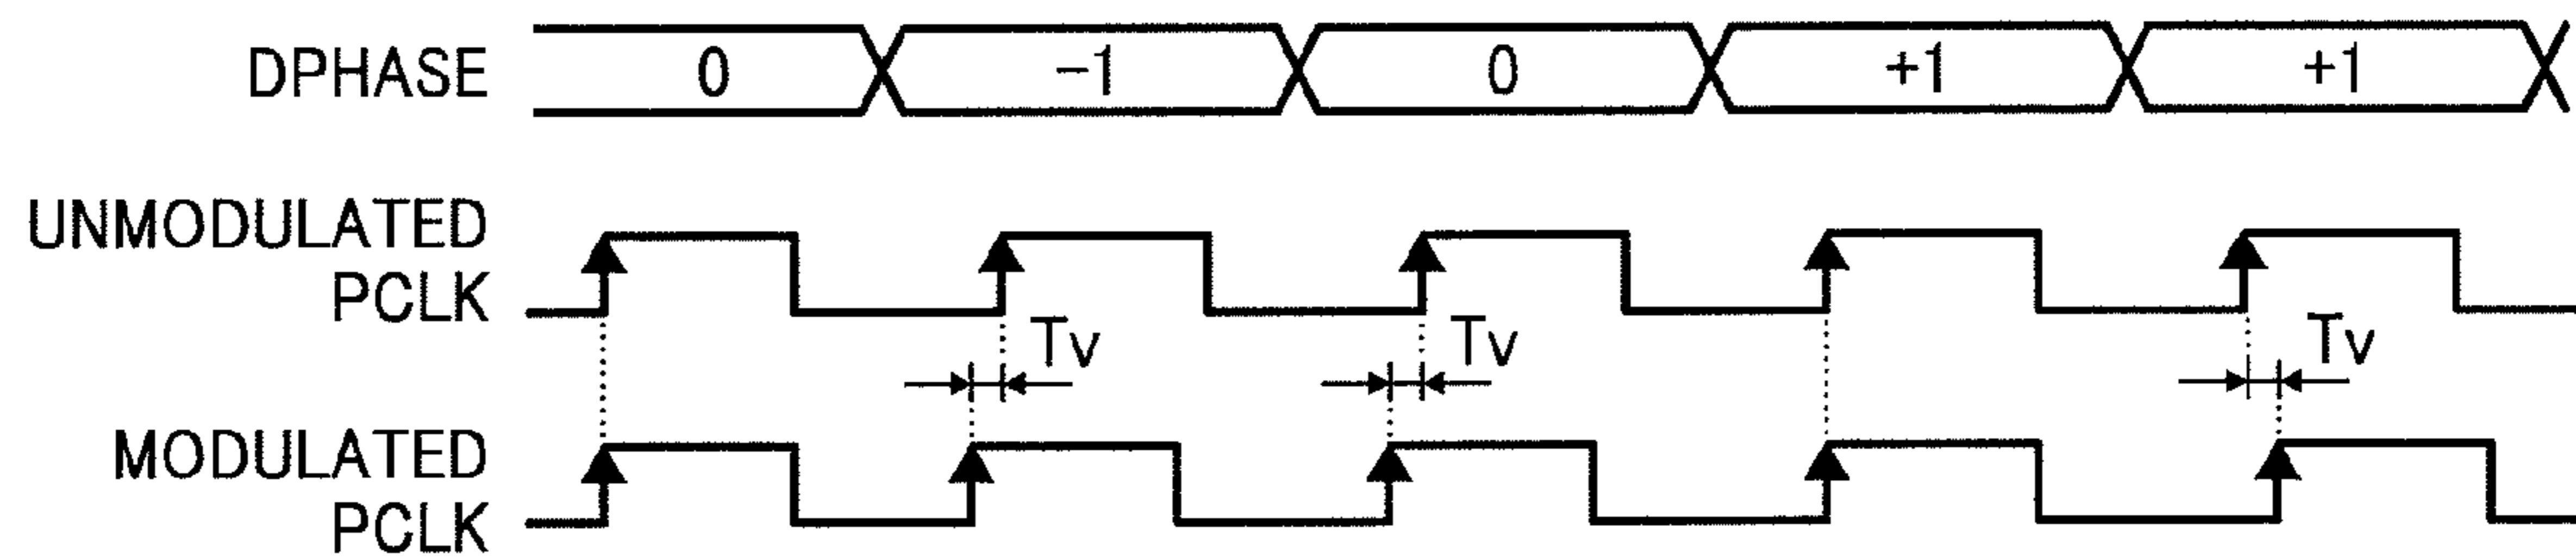 DPHASE 0 -1 0 +1 +1
UNMODULATED
PCLK
Tv Tv Tv
MODULATED
PCLK